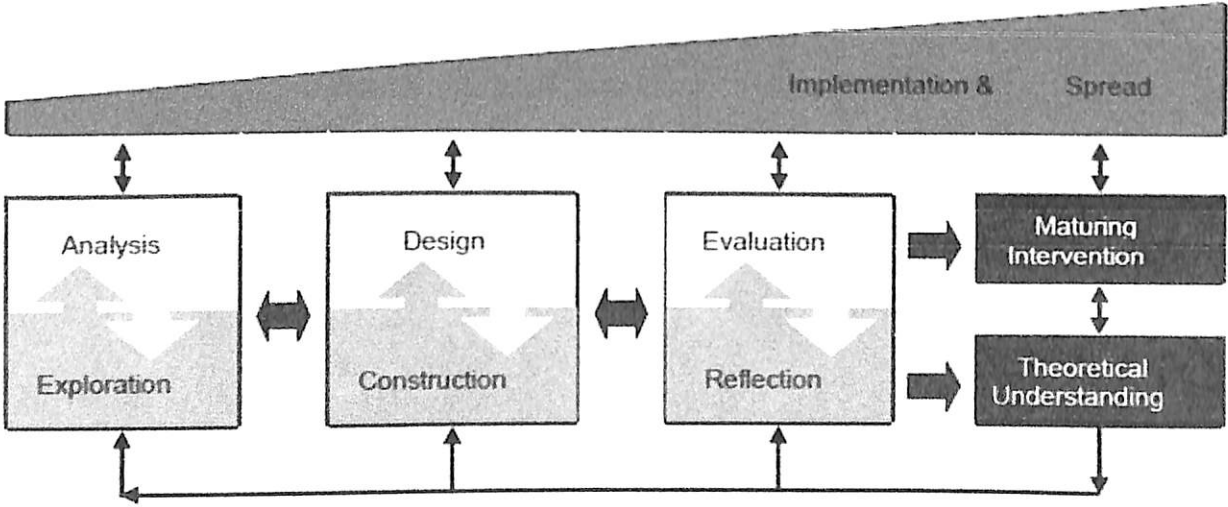 Implementation & Spread
Analysis
Exploration
Design
Construction
Evaluation
Reflection
Maturing
Intervention
Theoretical
Understanding